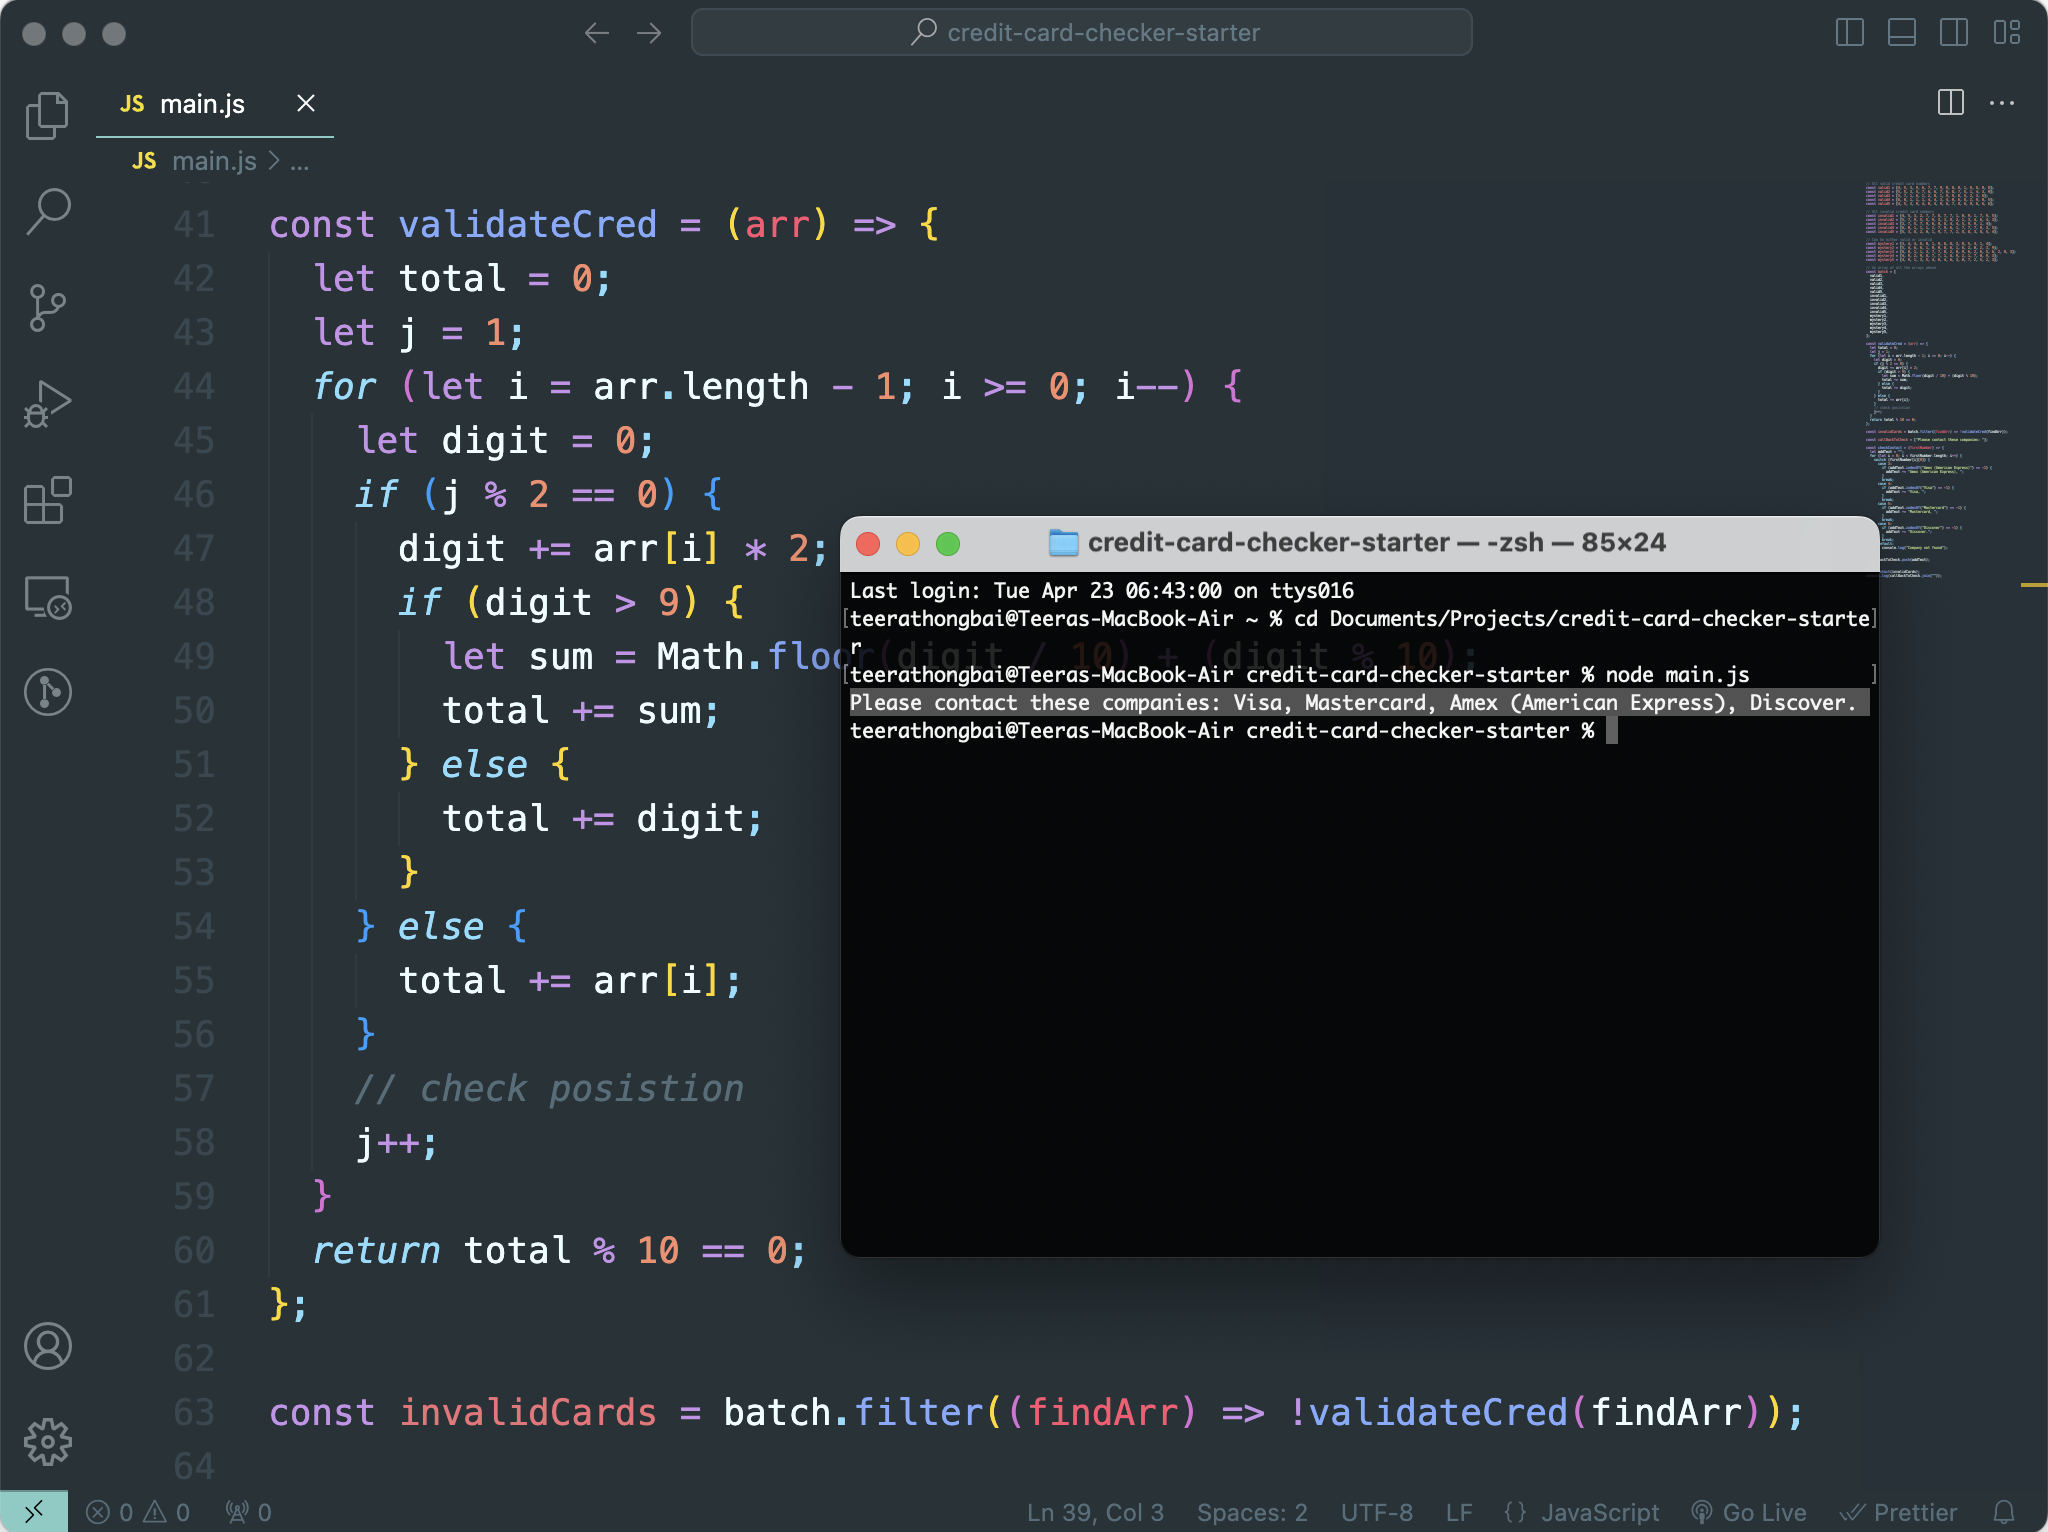 credit-card-checker-starter
JS main.js
JS main.js > ...
41 const validateCred = (arr) => {
42 let total = 0;
43 let j = 1;
44 for (let i = arr.length - 1; i >= 0; i--) {
45 let digit = 0;
46 if (j % 2 == 0) {
47 digit += arr[i] * 2;
48 if (digit > 9) {
49 let sum = Math.floor(digit / 10) + (digit % 10);
50 total += sum;
51 } else {
52 total += digit;
53 }
54 } else {
55 total += arr[i];
56 }
57 // check posistion
58 j++;
59 }
60 return total % 10 == 0;
61 };
62
63 const invalidCards = batch.filter((findArr) => !validateCred(findArr));
64
credit-card-checker-starter — -zsh — 85×24
Last login: Tue Apr 23 06:43:00 on ttys016
[teerathongbai@Teeras-MacBook-Air ~ % cd Documents/Projects/credit-card-checker-starte]
r
[teerathongbai@Teeras-MacBook-Air credit-card-checker-starter % node main.js ]
Please contact these companies: Visa, Mastercard, Amex (American Express), Discover.
teerathongbai@Teeras-MacBook-Air credit-card-checker-starter %
0 0 0 Ln 39, Col 3 Spaces: 2 UTF-8 LF {} JavaScript Go Live Prettier